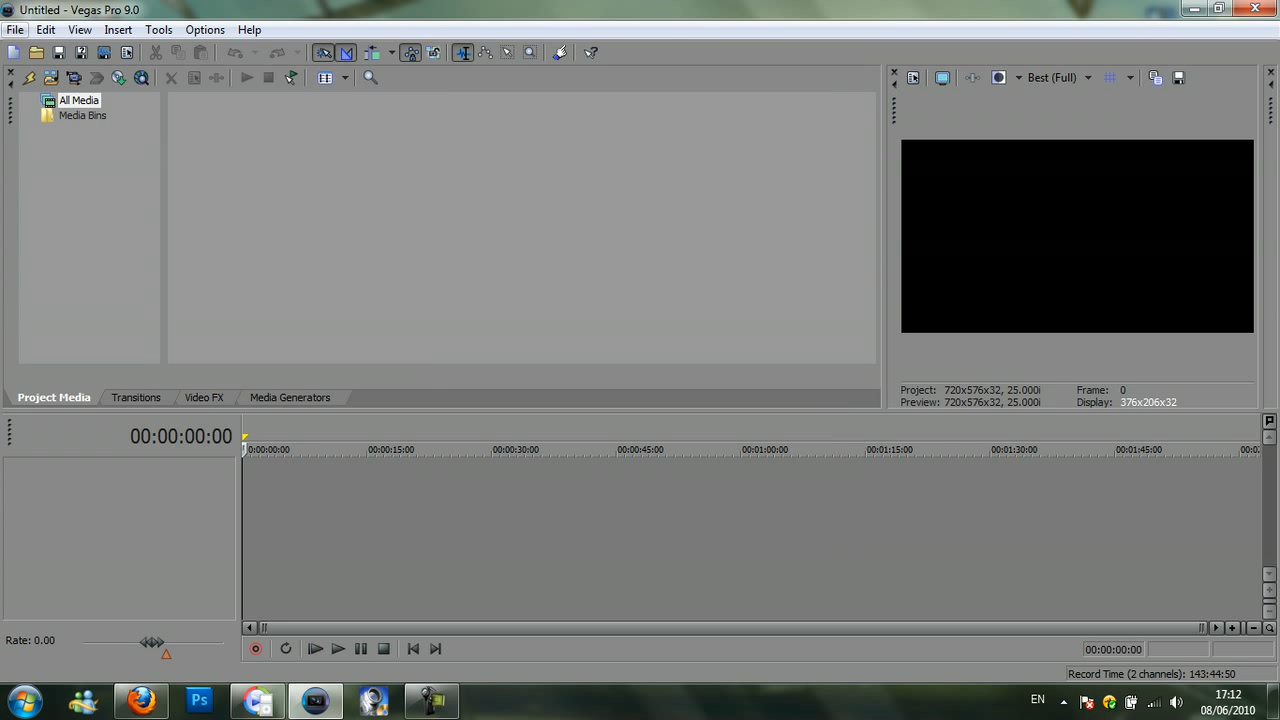 Untitled - Vegas Pro 9.0
File Edit View Insert Tools Options Help
Best (Full)
All Media
Media Bins
Project: 720x576x32, 25.000i Frame: 0
Preview: 720x576x32, 25.000i Display: 376x206x32
Project Media Transitions Video FX Media Generators
00:00:00:00
0:00:00:00 00:00:15:00 00:00:30:00 00:00:45:00 00:01:00:00 00:01:15:00 00:01:30:00 00:01:45:00 00:0
Rate: 0.00
00:00:00:00
Record Time (2 channels): 143:44:50
Ps
EN
17:12
08/06/2010